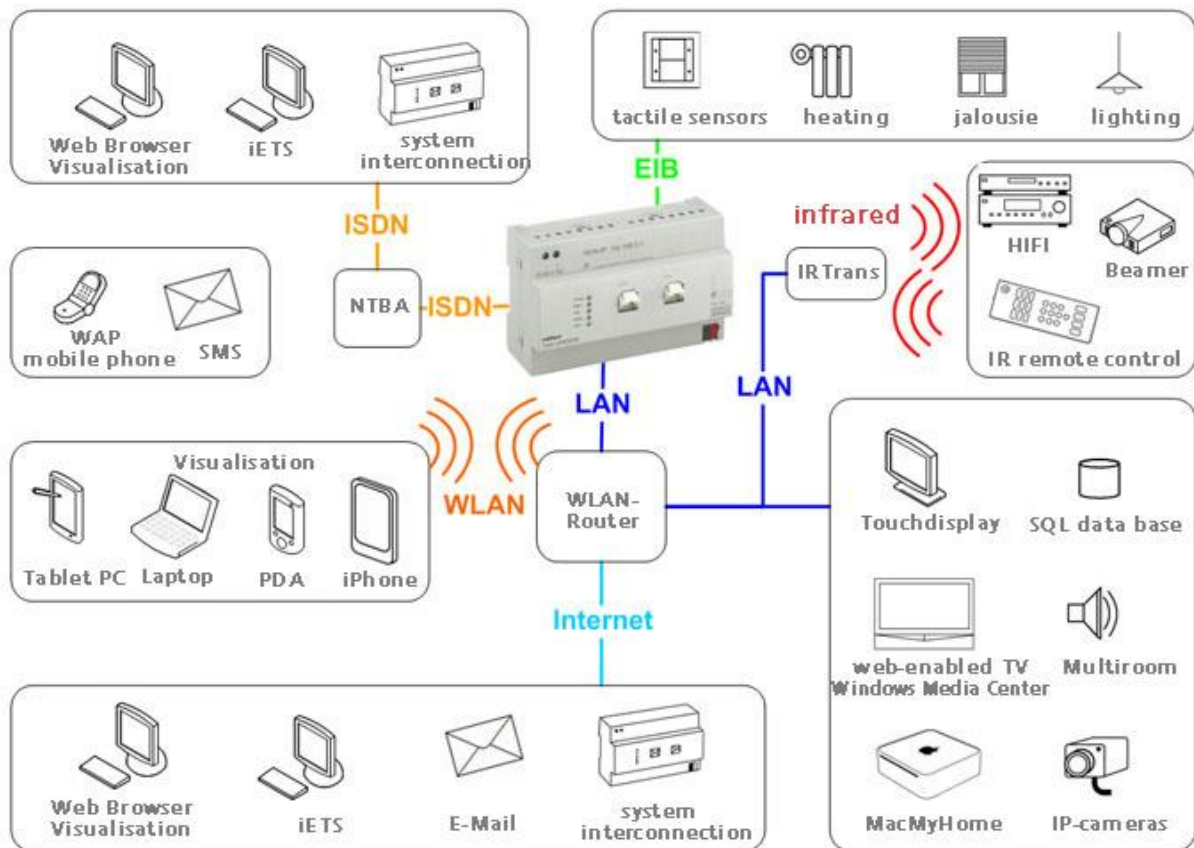 Web Browser
Visualisation
iETS
system
interconnection
tactile sensors
heating
jalousie
lighting
ISDN
EIB
infrared
HIFI
Beamer
IR remote control
WAP
mobile phone
SMS
NTBA
ISDN
IRTrans
LAN
LAN
Visualisation
Tablet PC
Laptop
PDA
iPhone
WLAN
WLAN-
Router
Touchdisplay
SQL data base
web-enabled TV
Windows Media Center
Multiroom
MacMyHome
IP-cameras
Internet
Web Browser
Visualisation
iETS
E-Mail
system
interconnection